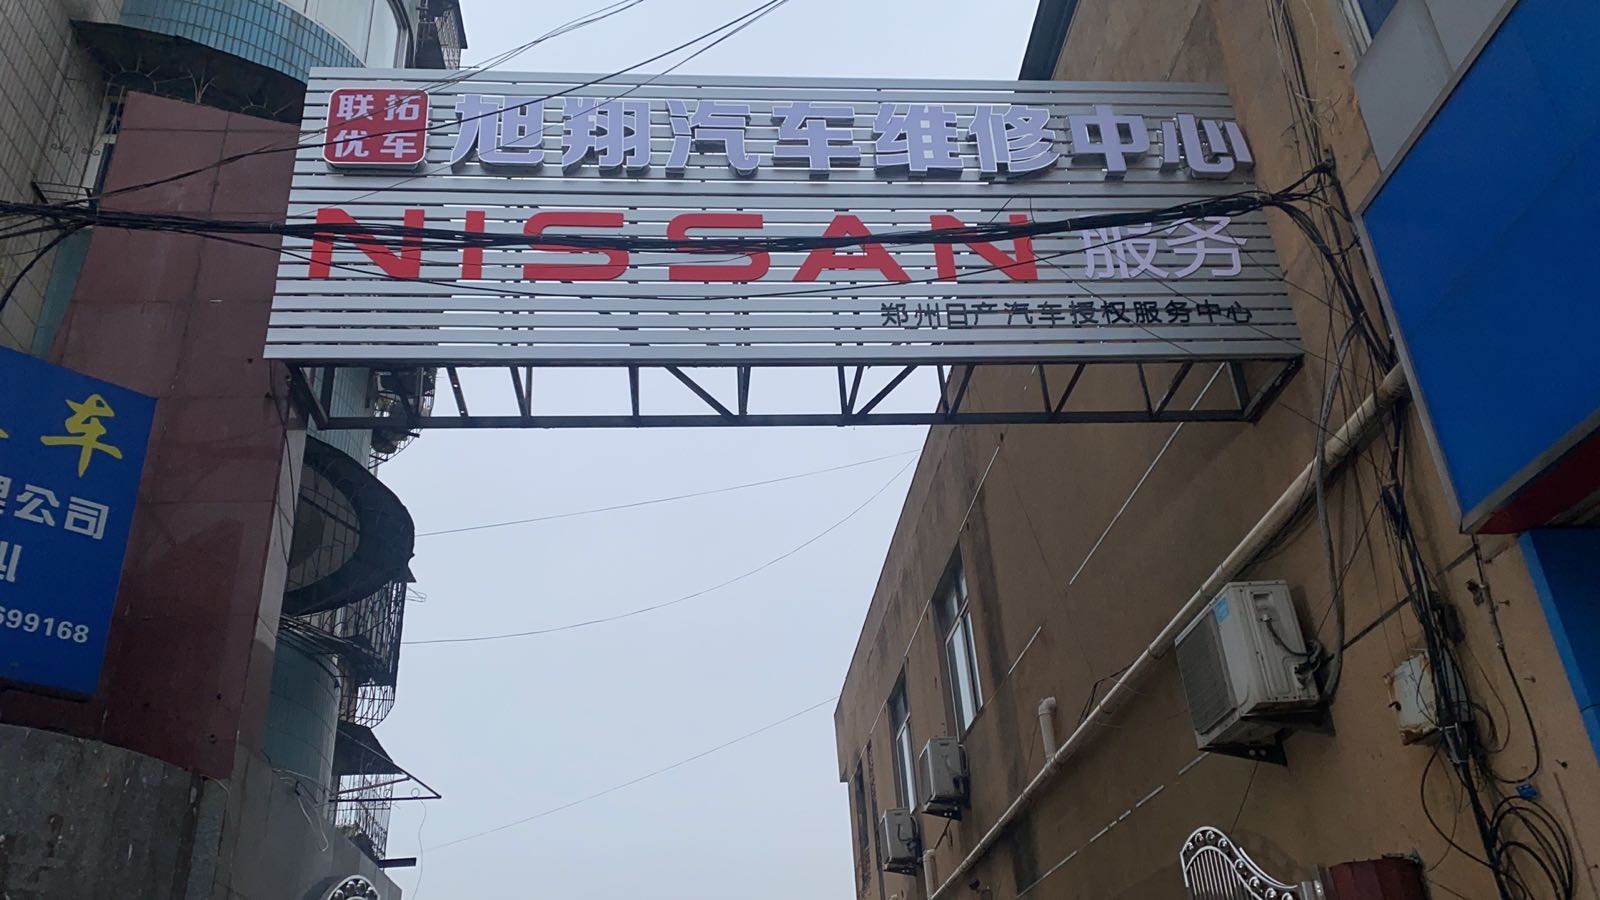 联拓
优车
旭翔汽车维修中心
NISSAN 服务
郑州日产汽车授权服务中心
车
公司
699168